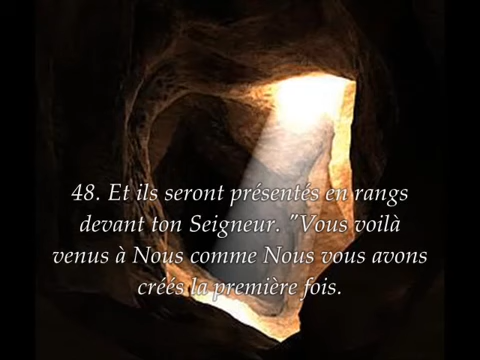 48. Et ils seront présentés en rangs
devant ton Seigneur. "Vous voilà
venus à Nous comme Nous vous avons
créés la première fois.